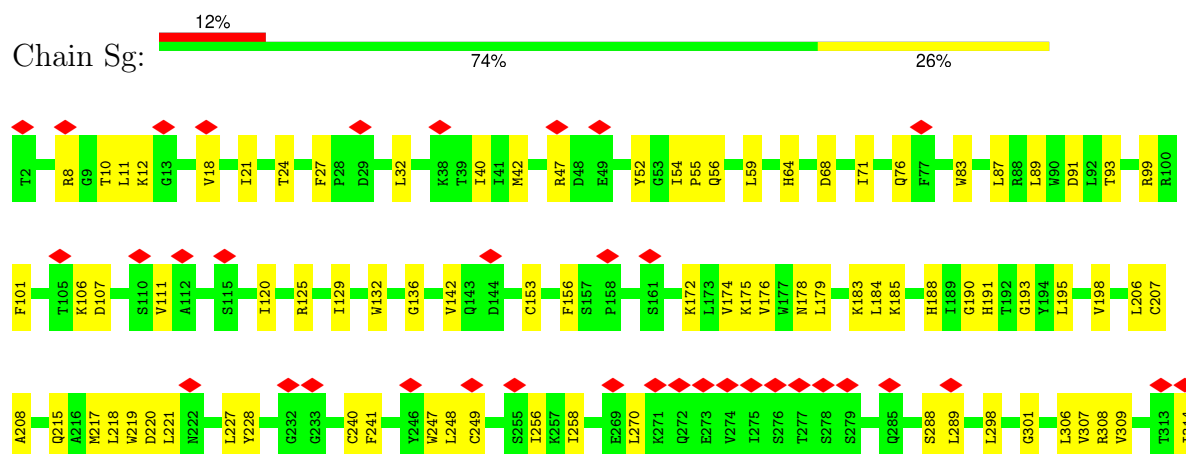 12%
Chain Sg:
74% 26%
T2 R8 G9 T10 L11 K12 G13 V18 I21 T24 F27 P28 D29 L32 K38 T39 I40 I41 M42 R47 D48 E49 Y52 G53 I54 P55 Q56 L59 H64 D68 I71 Q76 F77 W83 L87 R88 L89 W90 D91 L92 T93 R99 R100
F101 T105 K106 D107 S110 V111 A112 S115 I120 R125 I129 W132 G136 V142 Q143 D144 C153 F156 S157 P158 S161 K172 L173 V174 K175 V176 W177 N178 L179 K183 L184 K185 H188 I189 G190 H191 T192 G193 Y194 L195 V198 L206 C207
A208 Q215 A216 M217 L218 W219 D220 L221 N222 L227 Y228 G232 G233 C240 F241 Y246 W247 L248 C249 S255 I256 K257 I258 E269 L270 K271 Q272 E273 V274 I275 S276 T277 S278 S279 Q285 S288 L289 L298 G301 L306 V307 R308 V309 T313